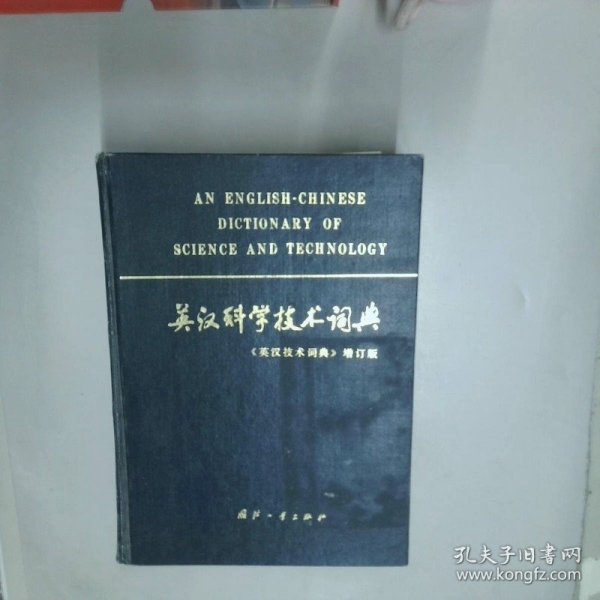 AN ENGLISH-CHINESE
DICTIONARY OF
SCIENCE AND TECHNOLOGY
英汉科学技术词典
《英汉技术词典》增订版
国防工业出版社
孔夫子旧书网
www.kongfz.com